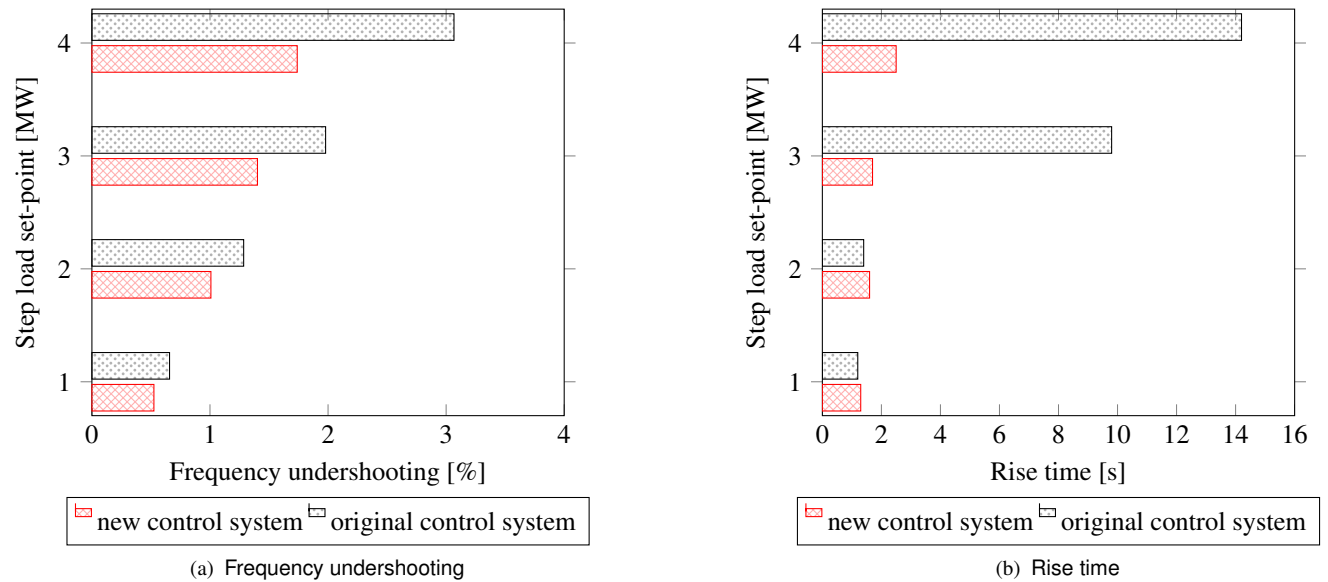 Step load set-point [MW]
4
3
2
1
0 1 2 3 4
Frequency undershooting [%]
new control system original control system
(a) Frequency undershooting
Step load set-point [MW]
4
3
2
1
0 2 4 6 8 10 12 14 16
Rise time [s]
new control system original control system
(b) Rise time